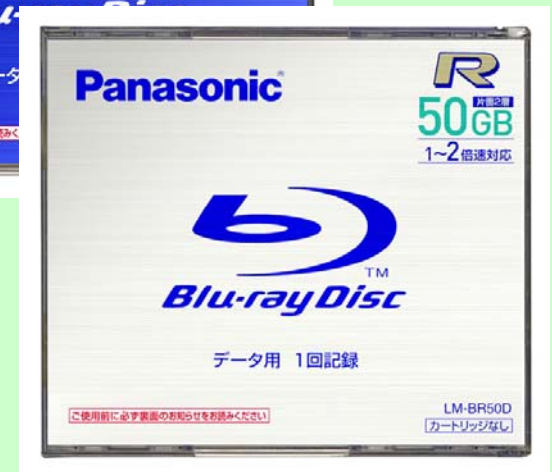 Panasonic
R
片面2層
50GB
1~2倍速対応
TM
Blu-ray Disc
データ用 1回記録
ご使用前に必ず裏面のお知らせをお読みください
LM-BR50D
カートリッジなし